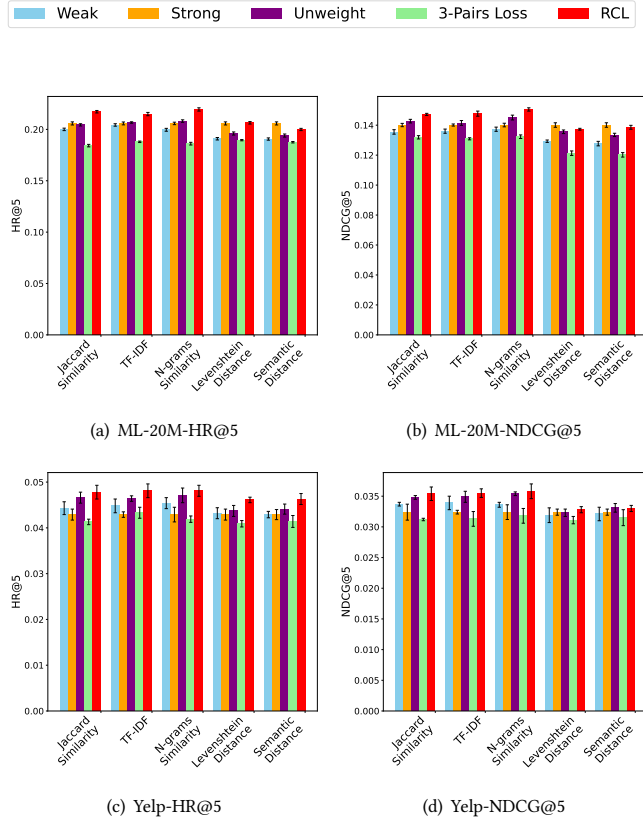 Weak Strong Unweight 3-Pairs Loss RCL
HR@5
0.20
0.15
0.10
0.05
0.00
Jaccard
Similarity
TF-IDF
N-grams
Similarity
Levenshtein
Distance
Semantic
Distance
(a) ML-20M-HR@5
NDCG@5
0.14
0.12
0.10
0.08
0.06
0.04
0.02
0.00
Jaccard
Similarity
TF-IDF
N-grams
Similarity
Levenshtein
Distance
Semantic
Distance
(b) ML-20M-NDCG@5
HR@5
0.05
0.04
0.03
0.02
0.01
0.00
Jaccard
Similarity
TF-IDF
N-grams
Similarity
Levenshtein
Distance
Semantic
Distance
(c) Yelp-HR@5
NDCG@5
0.035
0.030
0.025
0.020
0.015
0.010
0.005
0.000
Jaccard
Similarity
TF-IDF
N-grams
Similarity
Levenshtein
Distance
Semantic
Distance
(d) Yelp-NDCG@5